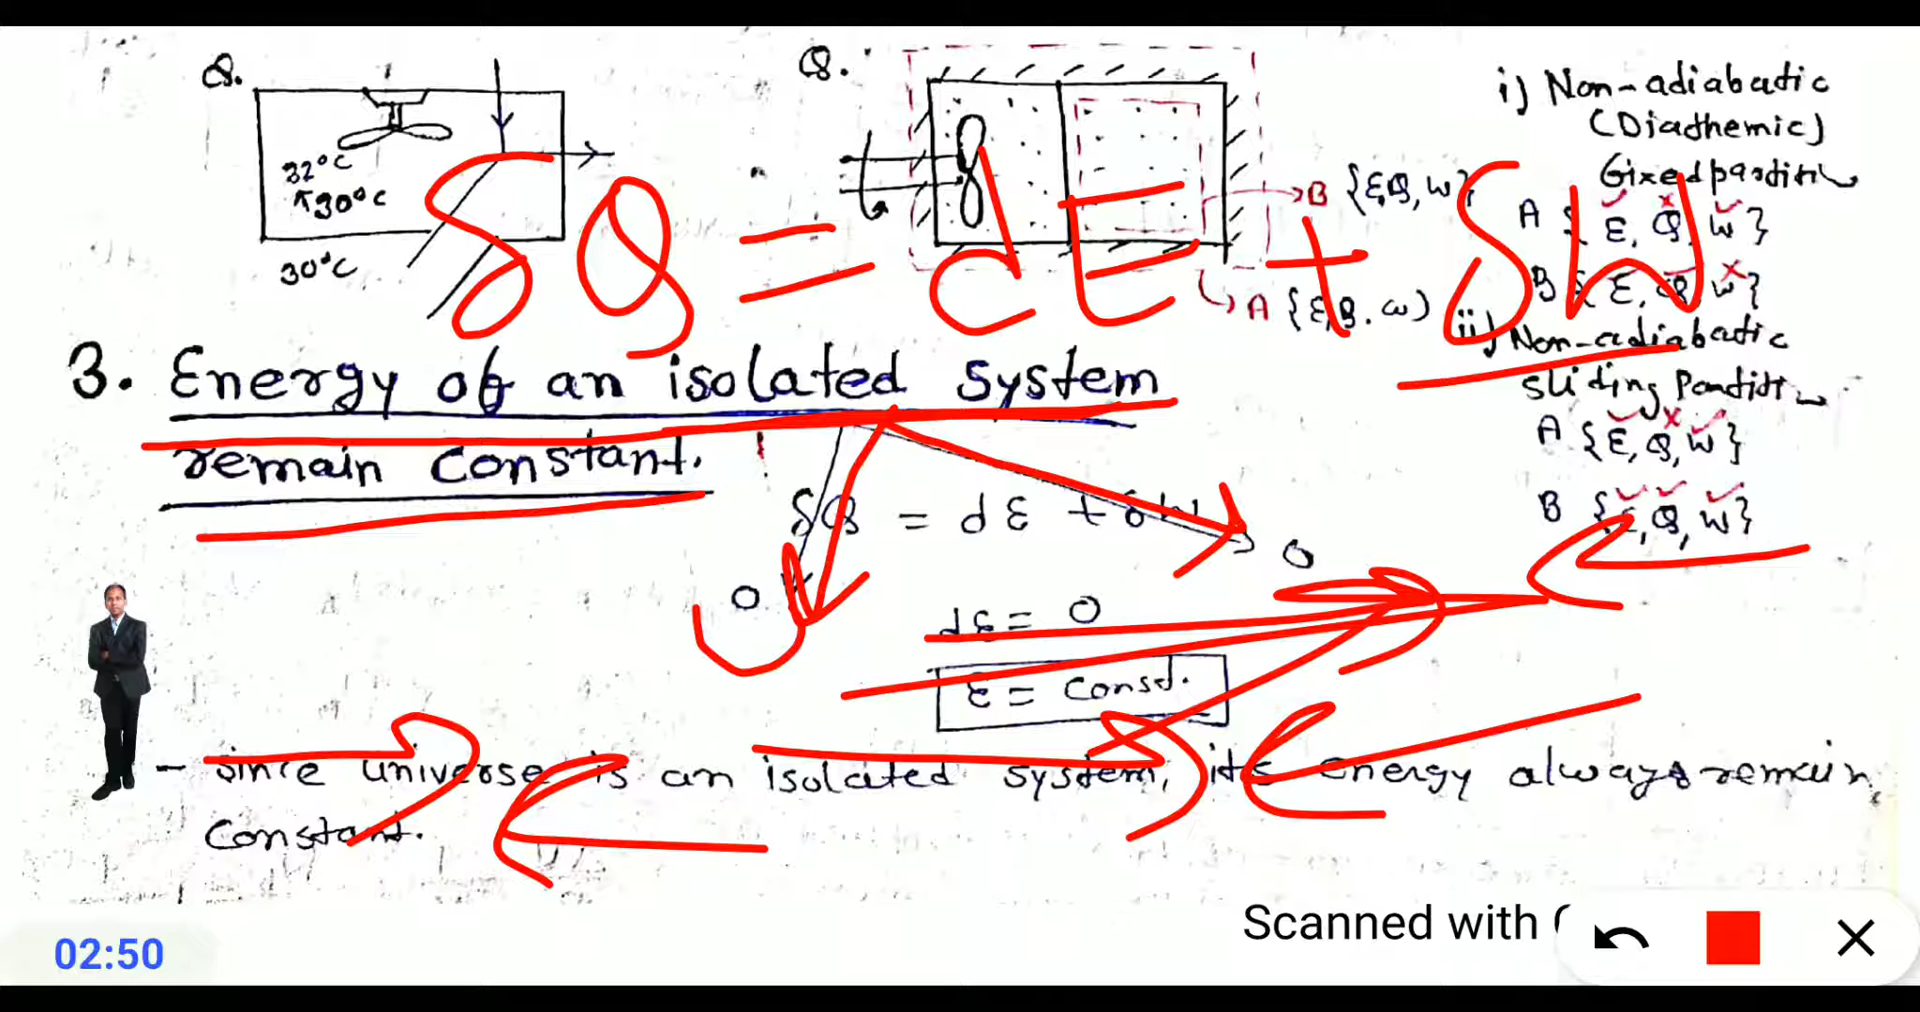 Q.
32°C
30°C
30°C
Q.
B {E,Q,W}
A {E,Q.W}
i) Non-adiabatic
(Diathemic)
Fixed partition
A {E, Q, W}
B {E, Q, W}
ii) Non-adiabatic
sliding Partition
A {E, Q, W}
B {E, Q, W}
δQ = dE + δW
3. Energy of an isolated system
remain constant.
δQ = dE + δW
0
0
dE = 0
E = Const.
- Since universe is an isolated system, it's energy always remain
Constant.
Scanned with
02:50